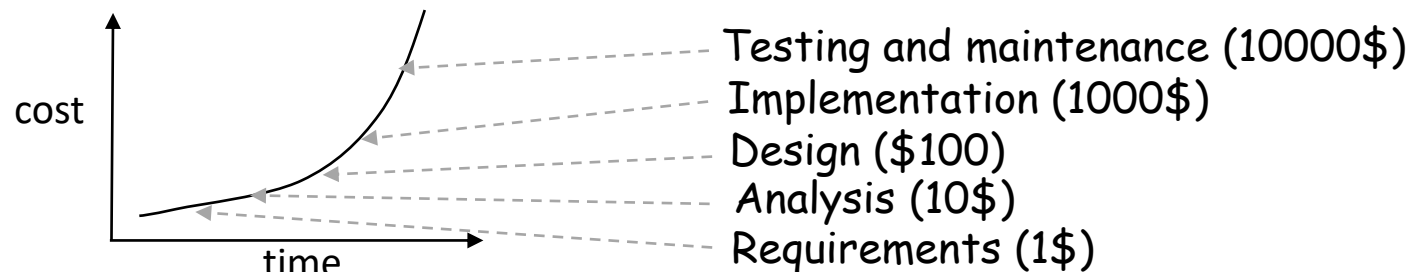 cost
time
Testing and maintenance (10000$)
Implementation (1000$)
Design ($100)
Analysis (10$)
Requirements (1$)